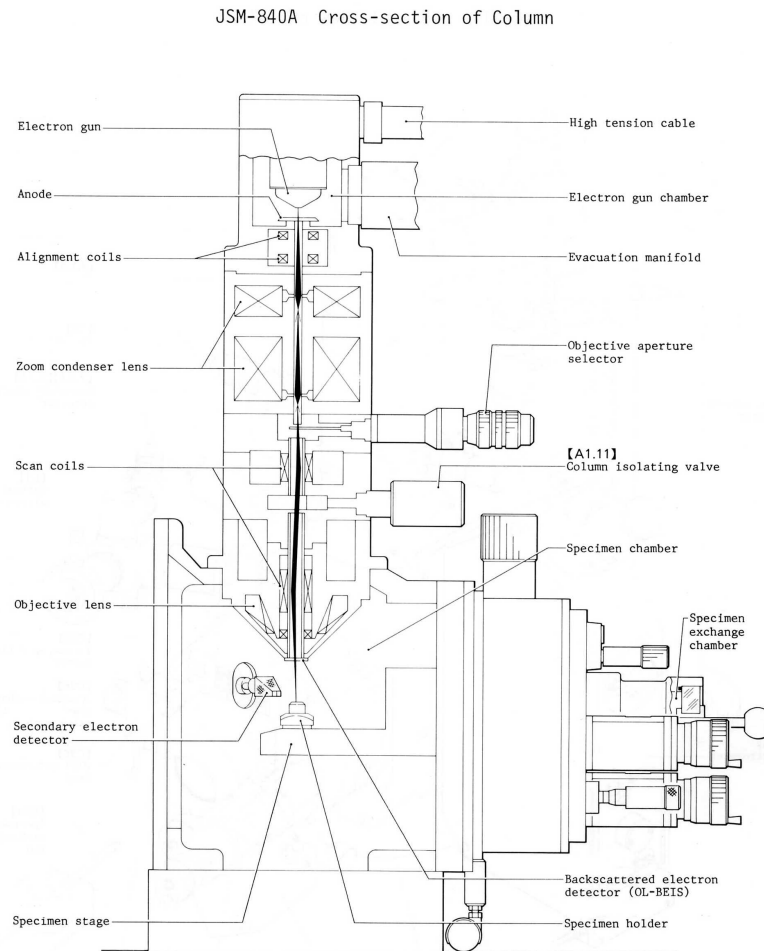 JSM-840A Cross-section of Column
Electron gun
High tension cable
Anode
Electron gun chamber
Alignment coils
Evacuation manifold
Zoom condenser lens
Objective aperture
selector
Scan coils
【A1.11】
Column isolating valve
Specimen chamber
Objective lens
Specimen
exchange
chamber
Secondary electron
detector
Backscattered electron
detector (OL-BEIS)
Specimen stage
Specimen holder